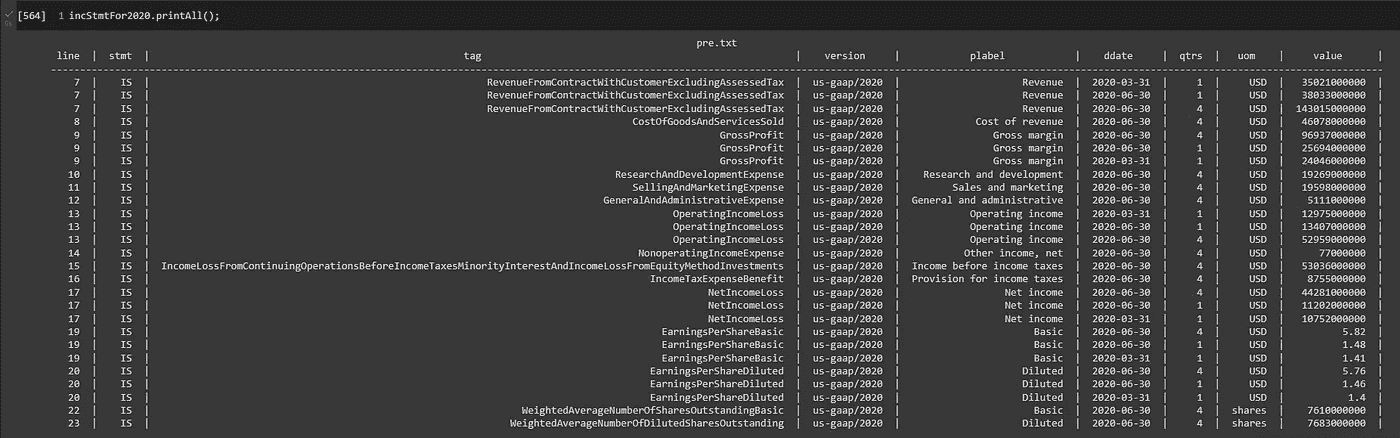 [564] 1 incStmtFor2020.printAll();
pre.txt
line | stmt | tag | version | plabel | ddate | qtrs | uom | value |
7 | IS | RevenueFromContractWithCustomerExcludingAssessedTax | us-gaap/2020 | Revenue | 2020-03-31 | 1 | USD | 35021000000 |
7 | IS | RevenueFromContractWithCustomerExcludingAssessedTax | us-gaap/2020 | Revenue | 2020-06-30 | 1 | USD | 38033000000 |
7 | IS | RevenueFromContractWithCustomerExcludingAssessedTax | us-gaap/2020 | Revenue | 2020-06-30 | 4 | USD | 143015000000 |
8 | IS | CostOfGoodsAndServicesSold | us-gaap/2020 | Cost of revenue | 2020-06-30 | 4 | USD | 46078000000 |
9 | IS | GrossProfit | us-gaap/2020 | Gross margin | 2020-06-30 | 4 | USD | 96937000000 |
9 | IS | GrossProfit | us-gaap/2020 | Gross margin | 2020-06-30 | 1 | USD | 25694000000 |
9 | IS | GrossProfit | us-gaap/2020 | Gross margin | 2020-03-31 | 1 | USD | 24046000000 |
10 | IS | ResearchAndDevelopmentExpense | us-gaap/2020 | Research and development | 2020-06-30 | 4 | USD | 19269000000 |
11 | IS | SellingAndMarketingExpense | us-gaap/2020 | Sales and marketing | 2020-06-30 | 4 | USD | 19598000000 |
12 | IS | GeneralAndAdministrativeExpense | us-gaap/2020 | General and administrative | 2020-06-30 | 4 | USD | 5111000000 |
13 | IS | OperatingIncomeLoss | us-gaap/2020 | Operating income | 2020-03-31 | 1 | USD | 12975000000 |
13 | IS | OperatingIncomeLoss | us-gaap/2020 | Operating income | 2020-06-30 | 1 | USD | 13407000000 |
13 | IS | OperatingIncomeLoss | us-gaap/2020 | Operating income | 2020-06-30 | 4 | USD | 52959000000 |
14 | IS | NonoperatingIncomeExpense | us-gaap/2020 | Other income, net | 2020-06-30 | 4 | USD | 77000000 |
15 | IS | IncomeLossFromContinuingOperationsBeforeIncomeTaxesMinorityInterestAndIncomeLossFromEquityMethodInvestments | us-gaap/2020 | Income before income taxes | 2020-06-30 | 4 | USD | 53036000000 |
16 | IS | IncomeTaxExpenseBenefit | us-gaap/2020 | Provision for income taxes | 2020-06-30 | 4 | USD | 8755000000 |
17 | IS | NetIncomeLoss | us-gaap/2020 | Net income | 2020-06-30 | 4 | USD | 44281000000 |
17 | IS | NetIncomeLoss | us-gaap/2020 | Net income | 2020-06-30 | 1 | USD | 11202000000 |
17 | IS | NetIncomeLoss | us-gaap/2020 | Net income | 2020-03-31 | 1 | USD | 10752000000 |
19 | IS | EarningsPerShareBasic | us-gaap/2020 | Basic | 2020-06-30 | 4 | USD | 5.82 |
19 | IS | EarningsPerShareBasic | us-gaap/2020 | Basic | 2020-06-30 | 1 | USD | 1.48 |
19 | IS | EarningsPerShareBasic | us-gaap/2020 | Basic | 2020-03-31 | 1 | USD | 1.41 |
20 | IS | EarningsPerShareDiluted | us-gaap/2020 | Diluted | 2020-06-30 | 4 | USD | 5.76 |
20 | IS | EarningsPerShareDiluted | us-gaap/2020 | Diluted | 2020-06-30 | 1 | USD | 1.46 |
20 | IS | EarningsPerShareDiluted | us-gaap/2020 | Diluted | 2020-03-31 | 1 | USD | 1.4 |
22 | IS | WeightedAverageNumberOfSharesOutstandingBasic | us-gaap/2020 | Basic | 2020-06-30 | 4 | shares | 7610000000 |
23 | IS | WeightedAverageNumberOfDilutedSharesOutstanding | us-gaap/2020 | Diluted | 2020-06-30 | 4 | shares | 7683000000 |